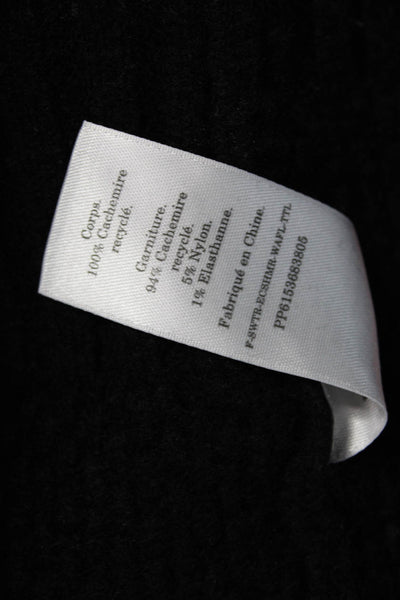 Corps.
100% Cachemire
recyclé.
Garniture.
94% Cachemire
recyclé.
5% Nylon.
1% Elasthanne.
Fabriqué en Chine.
F-SWTR-ECSHMR-WAFL-TTL
PP6153683805